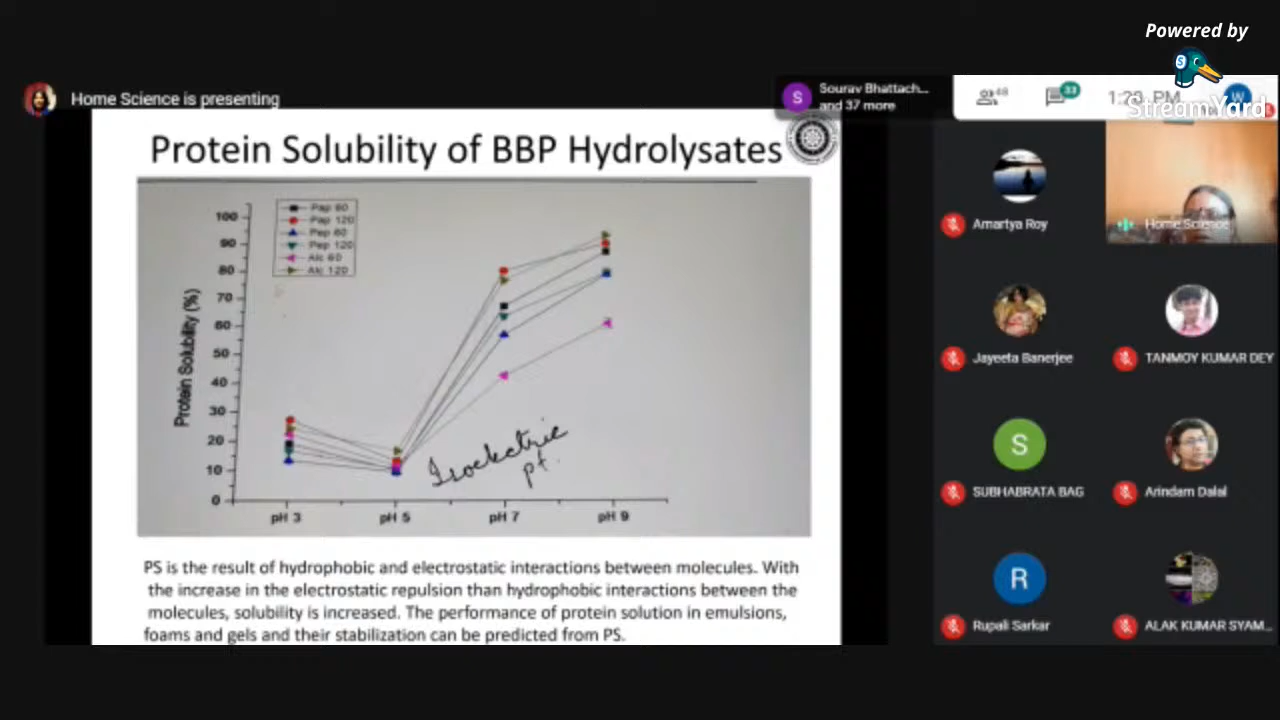 Powered by
StreamYard
Home Science is presenting
Sourav Bhattach...
and 37 more
48
33
PM
Protein Solubility of BBP Hydrolysates
Pap 60
Pap 120
Pep 60
Pep 120
Alc 60
Alc 120
Protein Solubility (%)
100
90
80
70
60
50
40
30
20
10
0
pH 3
pH 5
pH 7
pH 9
Isoelectric
pt.
PS is the result of hydrophobic and electrostatic interactions between molecules. With
the increase in the electrostatic repulsion than hydrophobic interactions between the
molecules, solubility is increased. The performance of protein solution in emulsions,
foams and gels and their stabilization can be predicted from PS.
Amartya Roy
Home Science
Jayeeta Banerjee
TANMOY KUMAR DEY
S
SUBHABRATA BAG
Arindam Dalal
R
Rupali Sarkar
ALAK KUMAR SYAM...
S
W